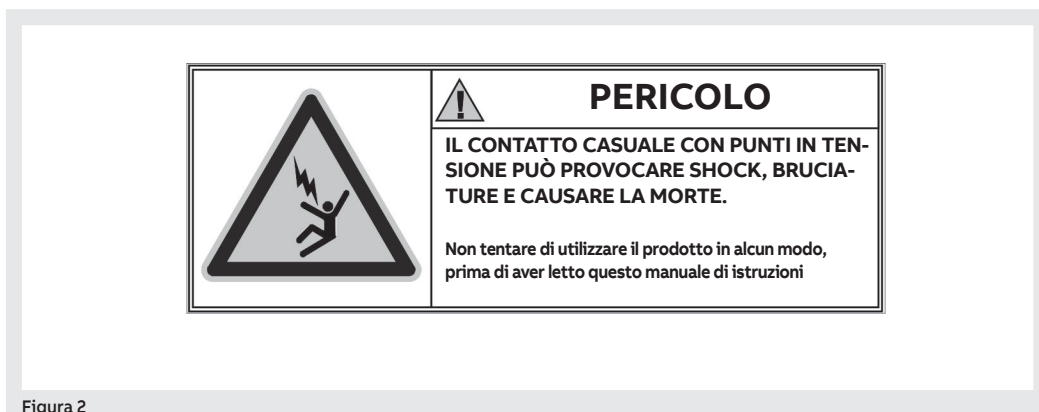 PERICOLO
IL CONTATTO CASUALE CON PUNTI IN TEN-
SIONE PUÒ PROVOCARE SHOCK, BRUCIA-
TURE E CAUSARE LA MORTE.
Non tentare di utilizzare il prodotto in alcun modo,
prima di aver letto questo manuale di istruzioni
Figura 2